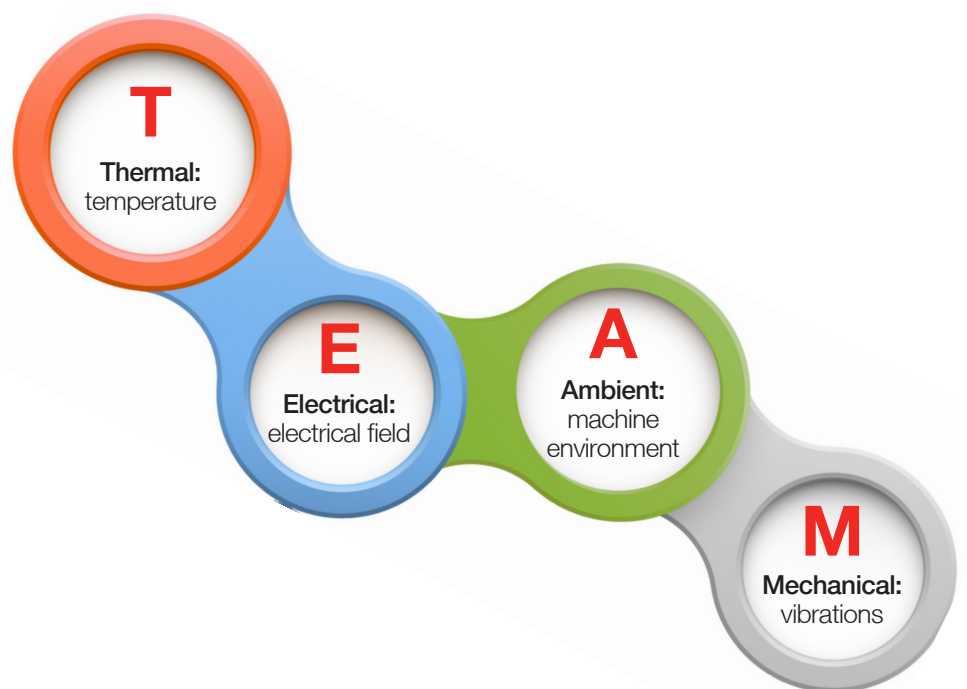 T
Thermal:
temperature
E
Electrical:
electrical field
A
Ambient:
machine
environment
M
Mechanical:
vibrations